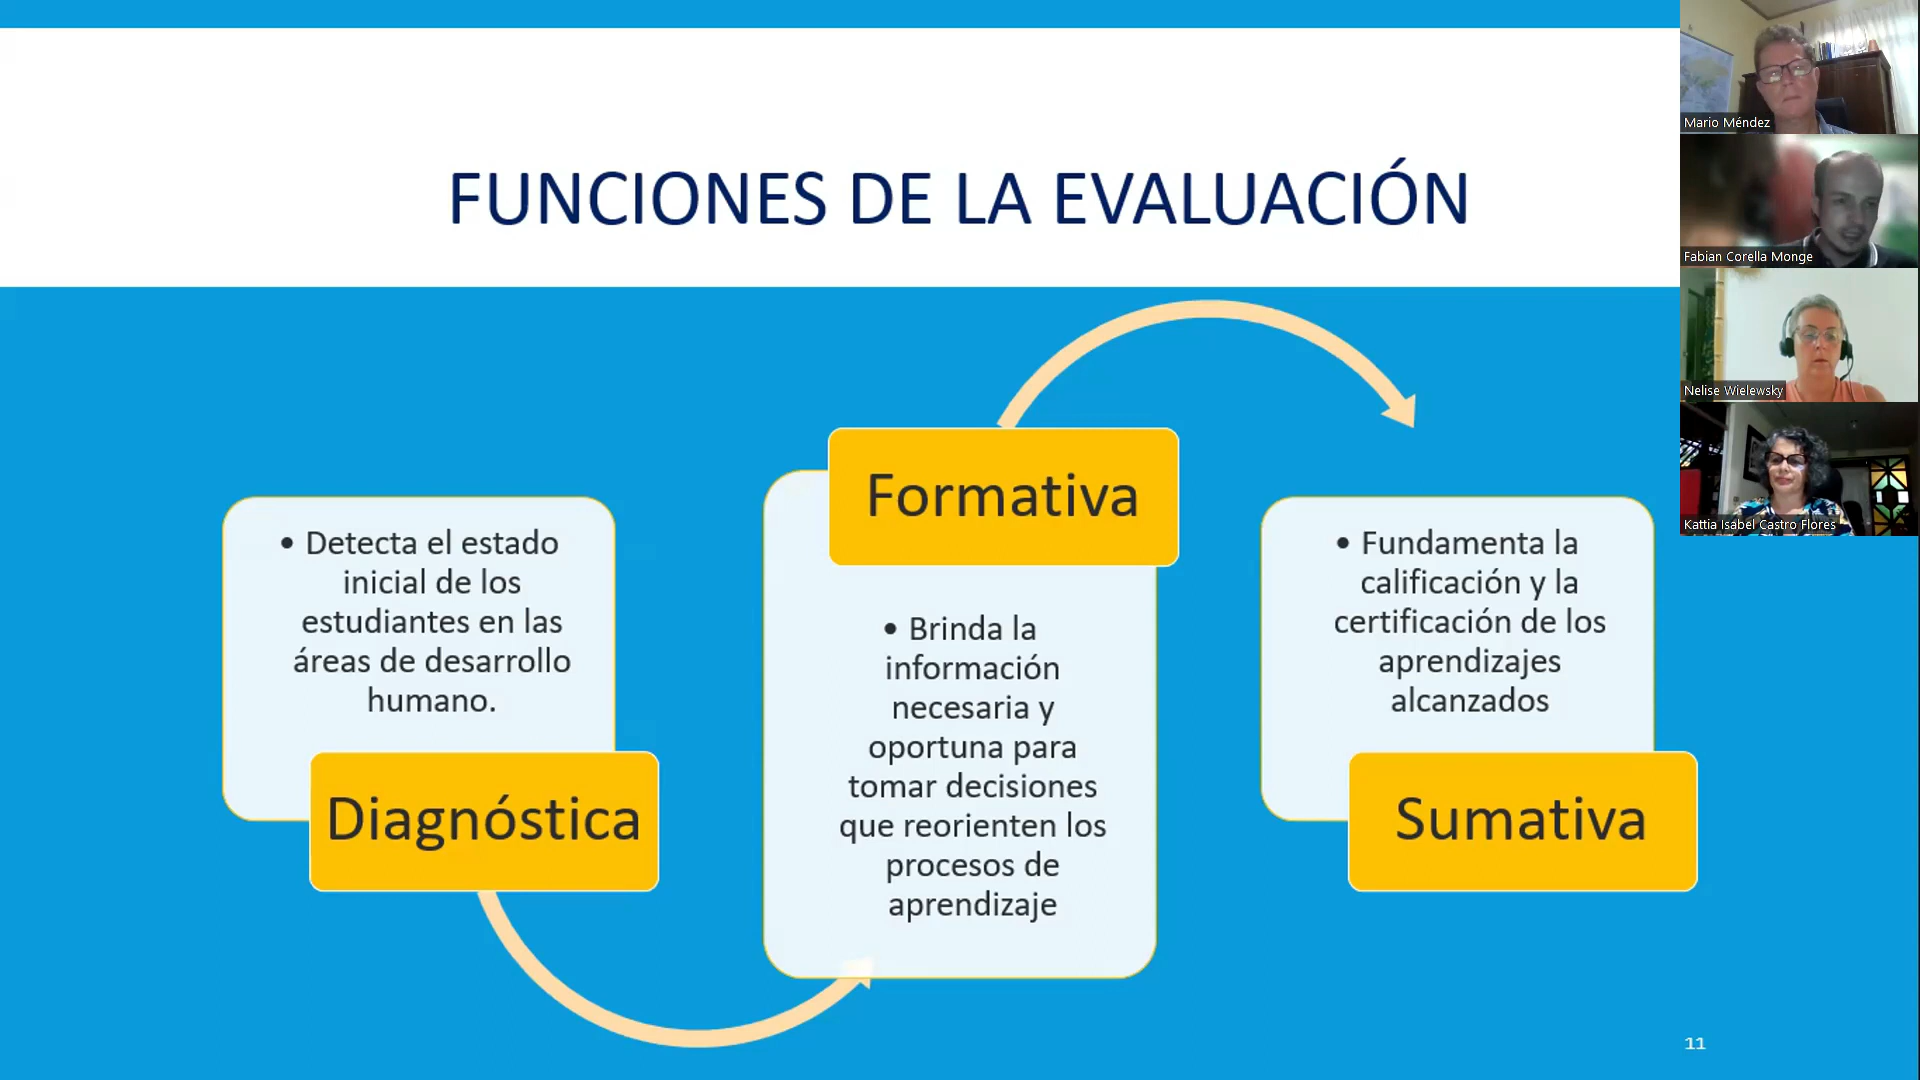 FUNCIONES DE LA EVALUACIÓN
• Detecta el estado
inicial de los
estudiantes en las
áreas de desarrollo
humano.
Diagnóstica
Formativa
• Brinda la
información
necesaria y
oportuna para
tomar decisiones
que reorienten los
procesos de
aprendizaje
• Fundamenta la
calificación y la
certificación de los
aprendizajes
alcanzados
Sumativa
11
Mario Méndez
Fabian Corella Monge
Nelise Wielewsky
Kattia Isabel Castro Flores